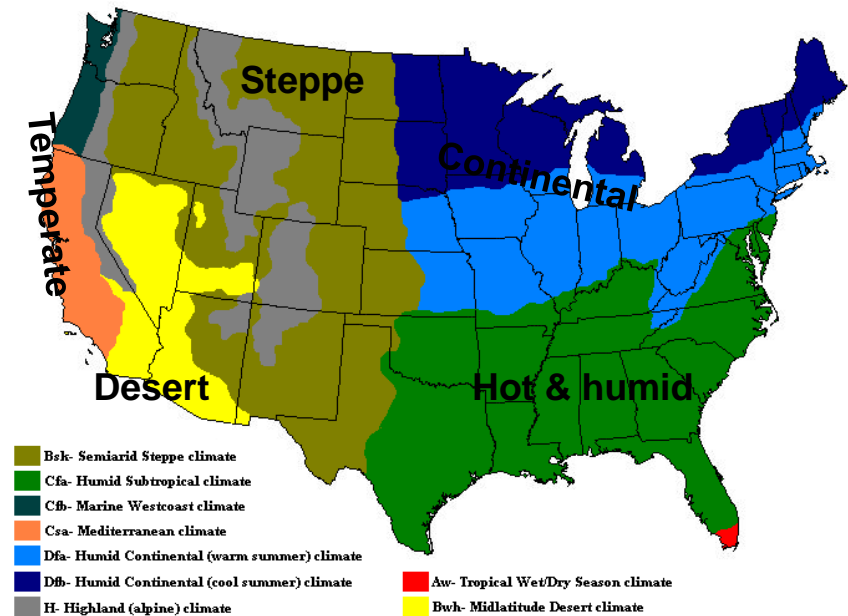 Steppe
Temperate
Continental
Desert
Hot & humid
Bsk- Semiarid Steppe climate
Cfa- Humid Subtropical climate
Cfb- Marine Westcoast climate
Csa- Mediterranean climate
Dfa- Humid Continental (warm summer) climate
Dfb- Humid Continental (cool summer) climate
H- Highland (alpine) climate
Aw- Tropical Wet/Dry Season climate
Bwh- Midlatitude Desert climate